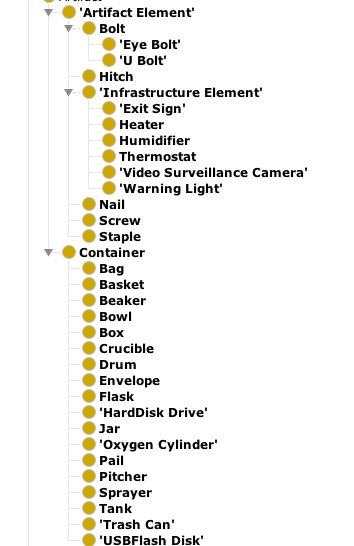 'Artifact Element'
Bolt
'Eye Bolt'
'U Bolt'
Hitch
'Infrastructure Element'
'Exit Sign'
Heater
Humidifier
Thermostat
'Video Surveillance Camera'
'Warning Light'
Nail
Screw
Staple
Container
Bag
Basket
Beaker
Bowl
Box
Crucible
Drum
Envelope
Flask
'HardDisk Drive'
Jar
'Oxygen Cylinder'
Pail
Pitcher
Sprayer
Tank
'Trash Can'
'USBFlash Disk'